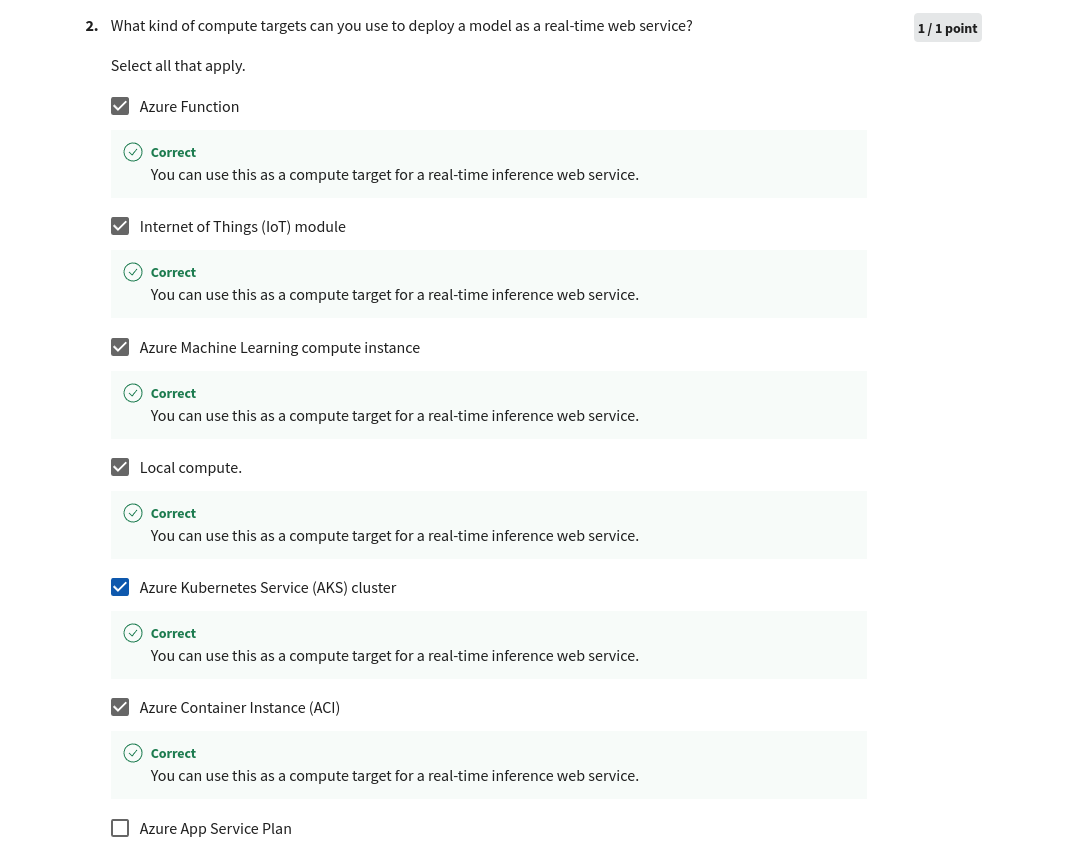 2. What kind of compute targets can you use to deploy a model as a real-time web service?
1 / 1 point
Select all that apply.
Azure Function
Correct
You can use this as a compute target for a real-time inference web service.
Internet of Things (IoT) module
Correct
You can use this as a compute target for a real-time inference web service.
Azure Machine Learning compute instance
Correct
You can use this as a compute target for a real-time inference web service.
Local compute.
Correct
You can use this as a compute target for a real-time inference web service.
Azure Kubernetes Service (AKS) cluster
Correct
You can use this as a compute target for a real-time inference web service.
Azure Container Instance (ACI)
Correct
You can use this as a compute target for a real-time inference web service.
Azure App Service Plan